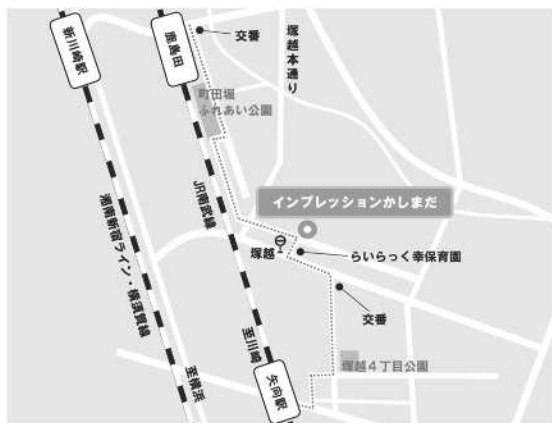 新川崎駅
鹿島田
交番
塚越本通り
町田堀
ふれあい公園
JR南武線
インプレッションかしまだ
塚越
らいらっく幸保育園
湘南新宿ライン・横須賀線
交番
至川崎
至横浜
矢向駅
塚越4丁目公園